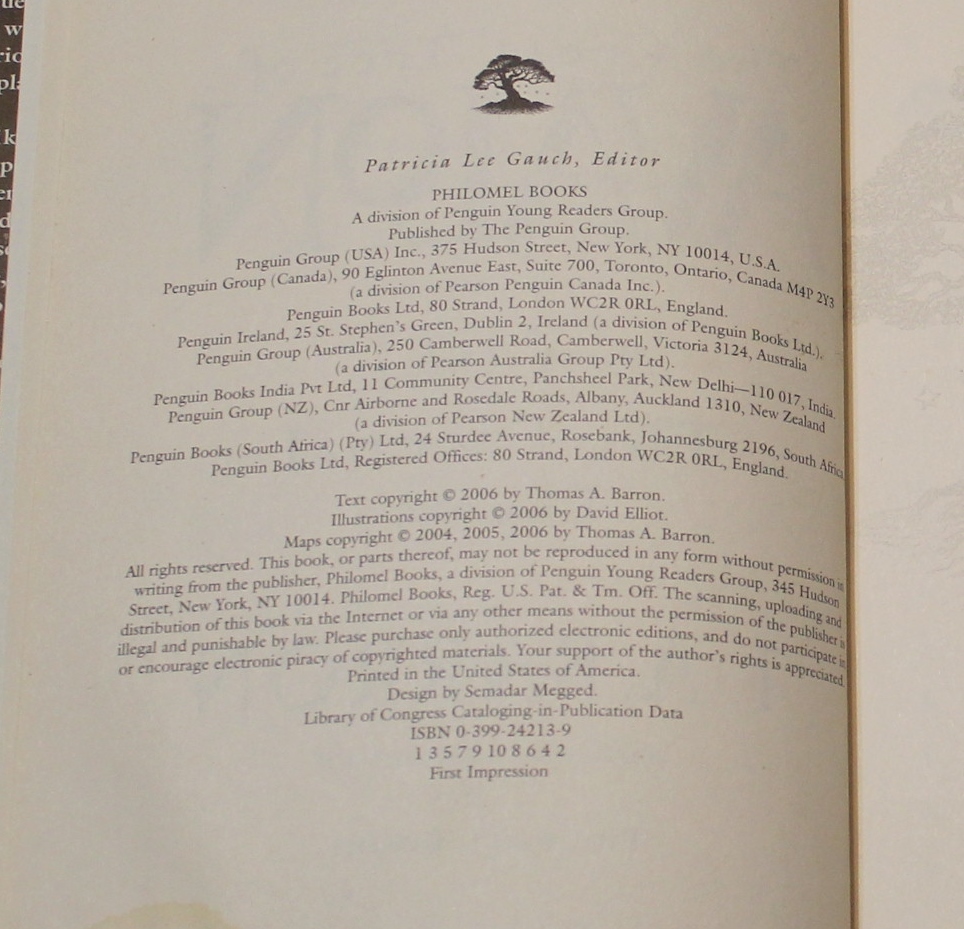 Patricia Lee Gauch, Editor
PHILOMEL BOOKS
A division of Penguin Young Readers Group.
Published by The Penguin Group.
Penguin Group (USA) Inc., 375 Hudson Street, New York, NY 10014, U.S.A.
Penguin Group (Canada), 90 Eglinton Avenue East, Suite 700, Toronto, Ontario, Canada M4P 2Y3
(a division of Pearson Penguin Canada Inc.).
Penguin Books Ltd, 80 Strand, London WC2R 0RL, England.
Penguin Ireland, 25 St. Stephen's Green, Dublin 2, Ireland (a division of Penguin Books Ltd.).
Penguin Group (Australia), 250 Camberwell Road, Camberwell, Victoria 3124, Australia
(a division of Pearson Australia Group Pty Ltd).
Penguin Books India Pvt Ltd, 11 Community Centre, Panchsheel Park, New Delhi—110 017, India.
Penguin Group (NZ), Cnr Airborne and Rosedale Roads, Albany, Auckland 1310, New Zealand
(a division of Pearson New Zealand Ltd).
Penguin Books (South Africa) (Pty) Ltd, 24 Sturdee Avenue, Rosebank, Johannesburg 2196, South Africa
Penguin Books Ltd, Registered Offices: 80 Strand, London WC2R 0RL, England.
Text copyright © 2006 by Thomas A. Barron.
Illustrations copyright © 2006 by David Elliot.
Maps copyright © 2004, 2005, 2006 by Thomas A. Barron.
All rights reserved. This book, or parts thereof, may not be reproduced in any form without permission in
writing from the publisher, Philomel Books, a division of Penguin Young Readers Group, 345 Hudson
Street, New York, NY 10014. Philomel Books, Reg. U.S. Pat. & Tm. Off. The scanning, uploading and
distribution of this book via the Internet or via any other means without the permission of the publisher is
illegal and punishable by law. Please purchase only authorized electronic editions, and do not participate in
or encourage electronic piracy of copyrighted materials. Your support of the author's rights is appreciated.
Printed in the United States of America.
Design by Semadar Megged.
Library of Congress Cataloging-in-Publication Data
ISBN 0-399-24213-9
1 3 5 7 9 10 8 6 4 2
First Impression